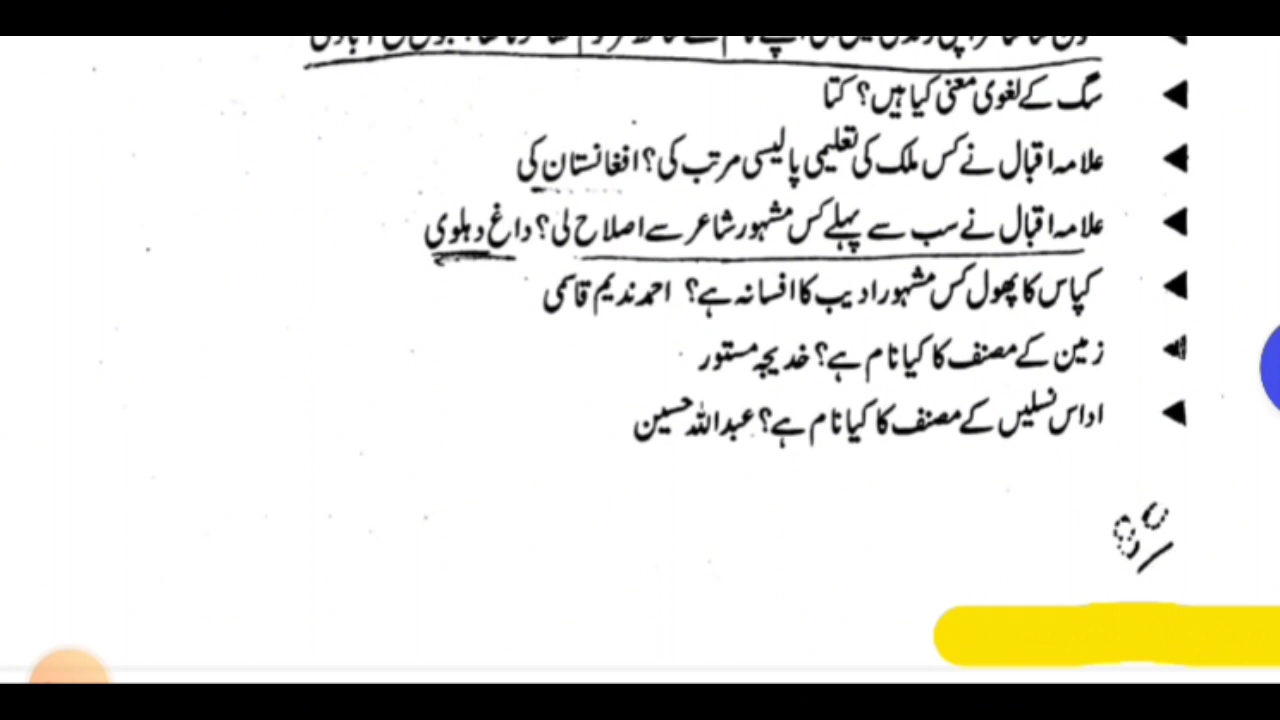 سگ کے لغوی معنی کیا ہیں؟ کتا
علامہ اقبال نے کس ملک کی تعلیمی پالیسی مرتب کی؟ افغانستان کی
علامہ اقبال نے سب سے پہلے کس مشہور شاعر سے اصلاح لی؟ داغ دہلوی
کپاس کا پھول کس مشہور ادیب کا افسانہ ہے؟ احمد ندیم قاسمی
زمین کے مصنف کا کیا نام ہے؟ خدیجہ مستور
اداس نسلیں کے مصنف کا کیا نام ہے؟ عبداللہ حسین